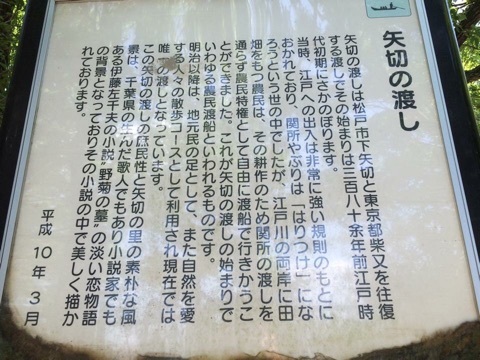 矢切の渡し
矢切の渡しは松戸市下矢切と東京都柴又を往復
する渡しでその始まりは三百八十余年前江戸時
代初期にさかのぼります。
当時、江戸への出入は非常に強い規則のもとに
おかれており、関所やぶりは「はりつけ」にな
ろうという世の中でしたが、江戸川の両岸に田
畑をもつ農民は、その耕作のため関所の渡しを
通らず農民特権として自由に渡船で行きかうこ
とができました。これが矢切の渡しの始まりで
いわゆる農民渡船といわれるものです。
明治以降は、地元民の足として、また自然を愛
する人々の散歩コースとして利用され現在では
唯一の渡しとなっています。
この矢切の渡しの庶民性と矢切の里の素朴な風
景は、千葉県の生んだ歌人でもあり小説家でも
ある伊藤左千夫の小説"野菊の墓"の淡い恋物語
の背景となっておりその小説の中で美しく描か
れております。
平成10年3月